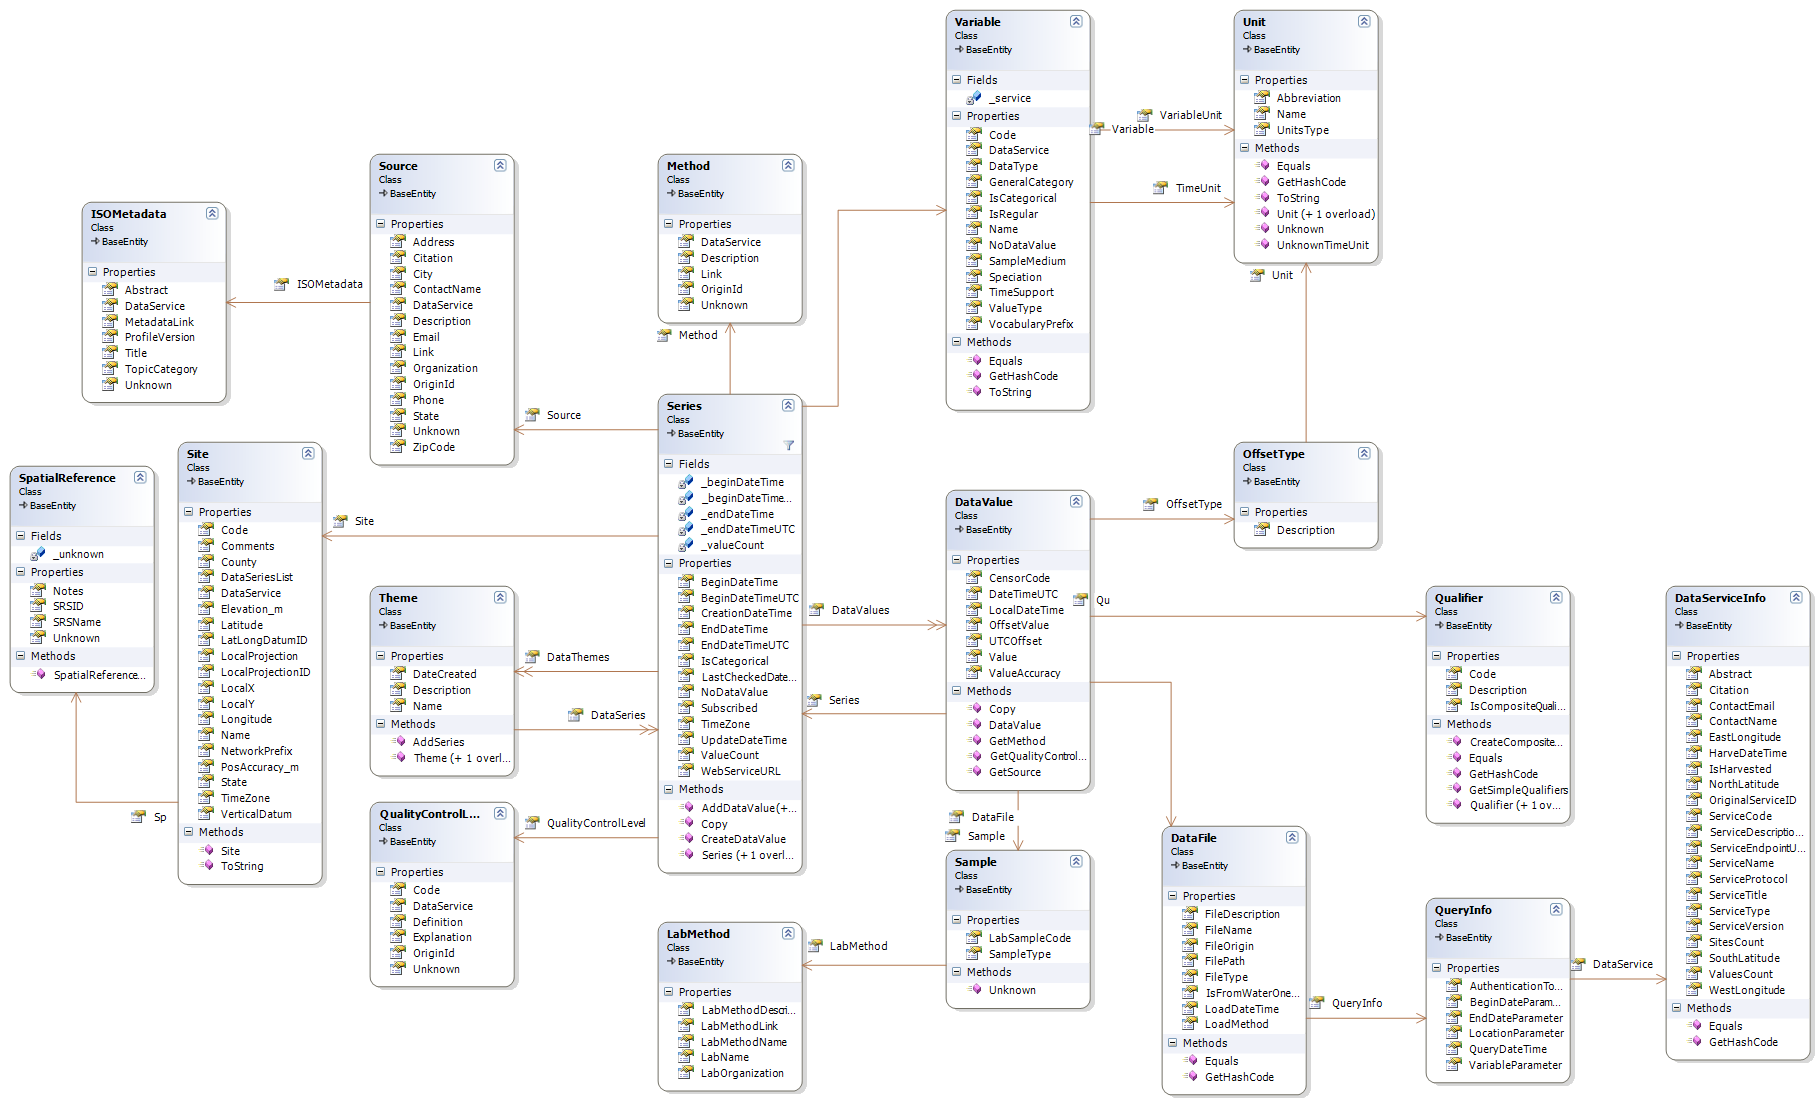 ISOMetadata
Class
BaseEntity
Properties
Abstract
DataService
MetadataLink
ProfileVersion
Title
TopicCategory
Unknown
ISOMetadata
Source
Class
BaseEntity
Properties
Address
Citation
City
ContactName
DataService
Description
Email
Link
Organization
OriginId
Phone
State
Unknown
ZipCode
Source
Method
Class
BaseEntity
Properties
DataService
Description
Link
OriginId
Unknown
Method
Variable
Class
BaseEntity
Fields
_service
Properties
Code
DataService
DataType
GeneralCategory
IsCategorical
IsRegular
Name
NoDataValue
SampleMedium
Speciation
TimeSupport
ValueType
VocabularyPrefix
Methods
Equals
GetHashCode
ToString
VariableUnit
Variable
TimeUnit
Unit
Class
BaseEntity
Properties
Abbreviation
Name
UnitsType
Methods
Equals
GetHashCode
ToString
Unit (+ 1 overload)
Unknown
UnknownTimeUnit
Unit
SpatialReference
Class
BaseEntity
Fields
_unknown
Properties
Notes
SRSID
SRSName
Unknown
Methods
SpatialReference...
Sp
Site
Class
BaseEntity
Properties
Code
Comments
County
DataSeriesList
DataService
Elevation_m
Latitude
LatLongDatumID
LocalProjection
LocalProjectionID
LocalX
LocalY
Longitude
Name
NetworkPrefix
PosAccuracy_m
State
TimeZone
VerticalDatum
Methods
Site
ToString
Site
Theme
Class
BaseEntity
Properties
DateCreated
Description
Name
Methods
AddSeries
Theme (+ 1 overl...
DataThemes
DataSeries
QualityControlL...
Class
BaseEntity
Properties
Code
DataService
Definition
Explanation
OriginId
Unknown
QualityControlLevel
Series
Class
BaseEntity
Fields
_beginDateTime
_beginDateTime...
_endDateTime
_endDateTimeUTC
_valueCount
Properties
BeginDateTime
BeginDateTimeUTC
CreationDateTime
EndDateTime
EndDateTimeUTC
IsCategorical
LastCheckedDate...
NoDataValue
Subscribed
TimeZone
UpdateDateTime
ValueCount
WebServiceURL
Methods
AddDataValue(+...
Copy
CreateDataValue
Series (+ 1 overl...
DataValues
Series
DataValue
Class
BaseEntity
Properties
CensorCode
DateTimeUTC
LocalDateTime
OffsetValue
UTCOffset
Value
ValueAccuracy
Methods
Copy
DataValue
GetMethod
GetQualityControl...
GetSource
OffsetType
Qu
DataFile
Sample
OffsetType
Class
BaseEntity
Properties
Description
Qualifier
Class
BaseEntity
Properties
Code
Description
IsCompositeQuali...
Methods
CreateComposite...
Equals
GetHashCode
GetSimpleQualifiers
Qualifier (+ 1 ov...
LabMethod
Class
BaseEntity
Properties
LabMethodDescri...
LabMethodLink
LabMethodName
LabName
LabOrganization
LabMethod
Sample
Class
BaseEntity
Properties
LabSampleCode
SampleType
Methods
Unknown
DataFile
Class
BaseEntity
Properties
FileDescription
FileName
FileOrigin
FilePath
FileType
IsFromWaterOne...
LoadDateTime
LoadMethod
Methods
Equals
GetHashCode
QueryInfo
QueryInfo
Class
BaseEntity
Properties
AuthenticationTo...
BeginDateParam...
EndDateParameter
LocationParameter
QueryDateTime
VariableParameter
DataService
DataServiceInfo
Class
BaseEntity
Properties
Abstract
Citation
ContactEmail
ContactName
EastLongitude
HarveDateTime
IsHarvested
NorthLatitude
OriginalServiceID
ServiceCode
ServiceDescriptio...
ServiceEndpointU...
ServiceName
ServiceProtocol
ServiceTitle
ServiceType
ServiceVersion
SitesCount
SouthLatitude
ValuesCount
WestLongitude
Methods
Equals
GetHashCode